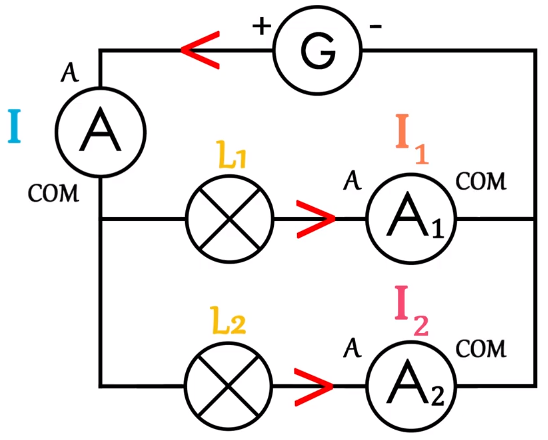 + G -
A
I A I1
L1 A COM
COM
A1
I2
L2 A COM
A2